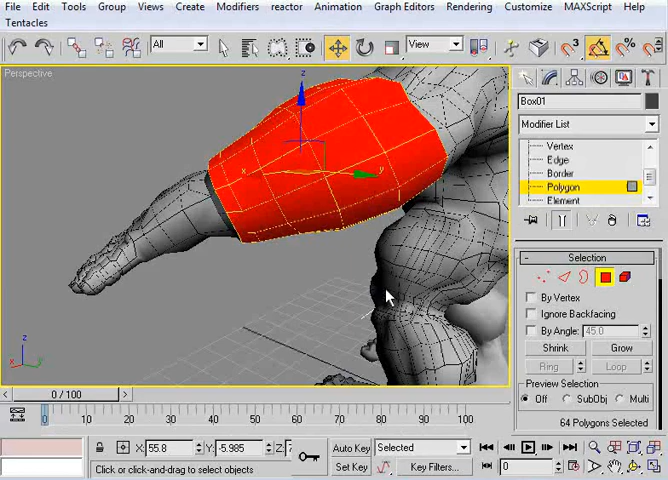 File Edit Tools Group Views Create Modifiers reactor Animation Graph Editors Rendering Customize MAXScript Help
Tentacles
All
View
3
Perspective
z
x
y
Box01
Modifier List
Vertex
Edge
Border
Polygon
Element
Selection
By Vertex
Ignore Backfacing
By Angle: 45.0
Shrink Grow
Ring Loop
Preview Selection
Off SubObj Multi
64 Polygons Selected
z
x y
0 / 100
0 10 20 30 40 50 60 70 80 90 100
X: 55.8 Y: -5.985 Z:
Auto Key Selected
Click or click-and-drag to select objects
Set Key Key Filters... 0